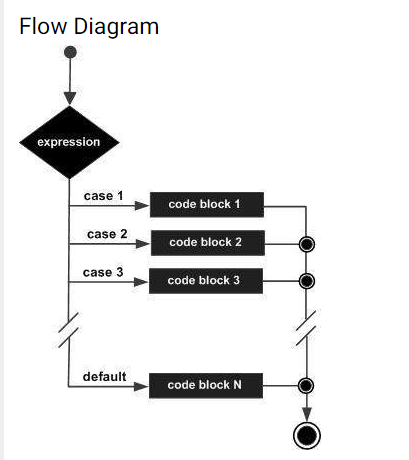 Flow Diagram
expression
case 1
code block 1
case 2
code block 2
case 3
code block 3
default
code block N